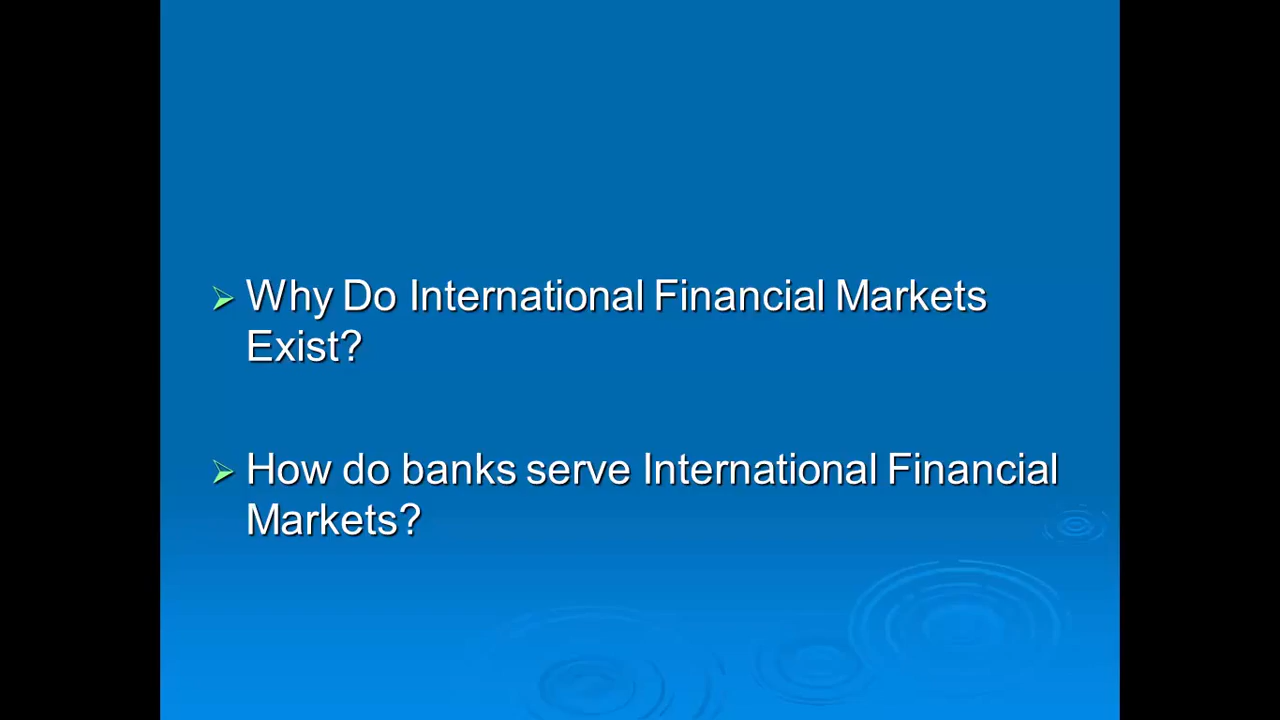 Why Do International Financial Markets
Exist?
How do banks serve International Financial
Markets?